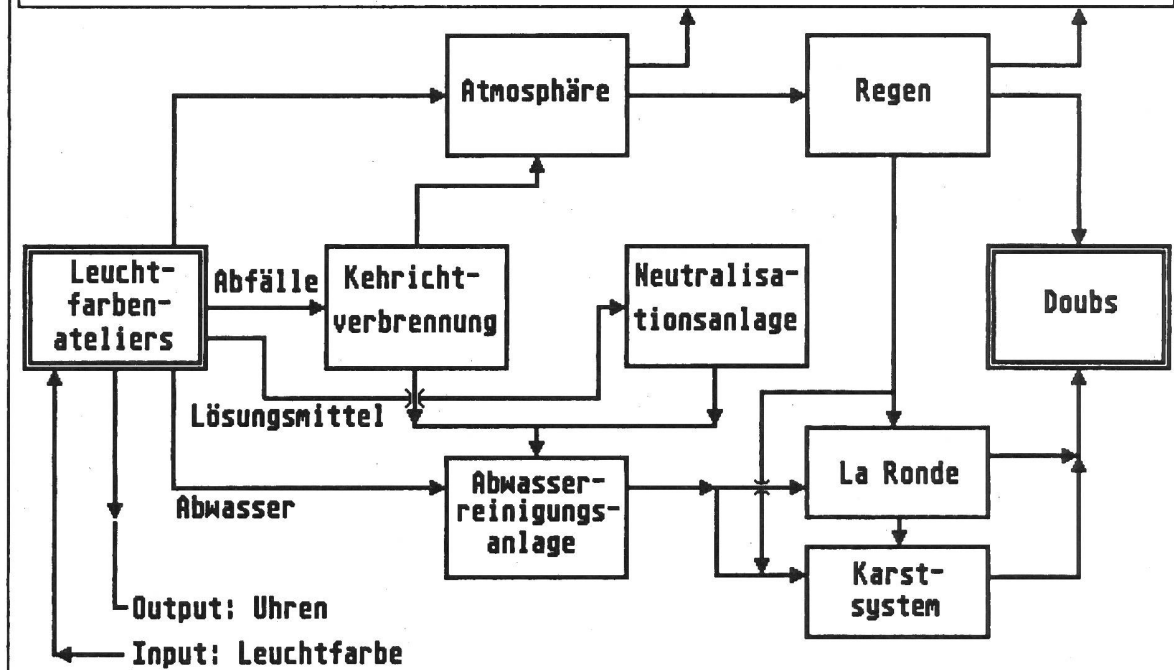 Atmosphäre
Regen
Leucht-
farben-
ateliers
Abfälle
Kehricht-
verbrennung
Neutralisa-
tionsanlage
Doubs
Lösungsmittel
Abwasser
Abwasser-
reinigungs-
anlage
La Ronde
Karst-
system
Output: Uhren
Input: Leuchtfarbe